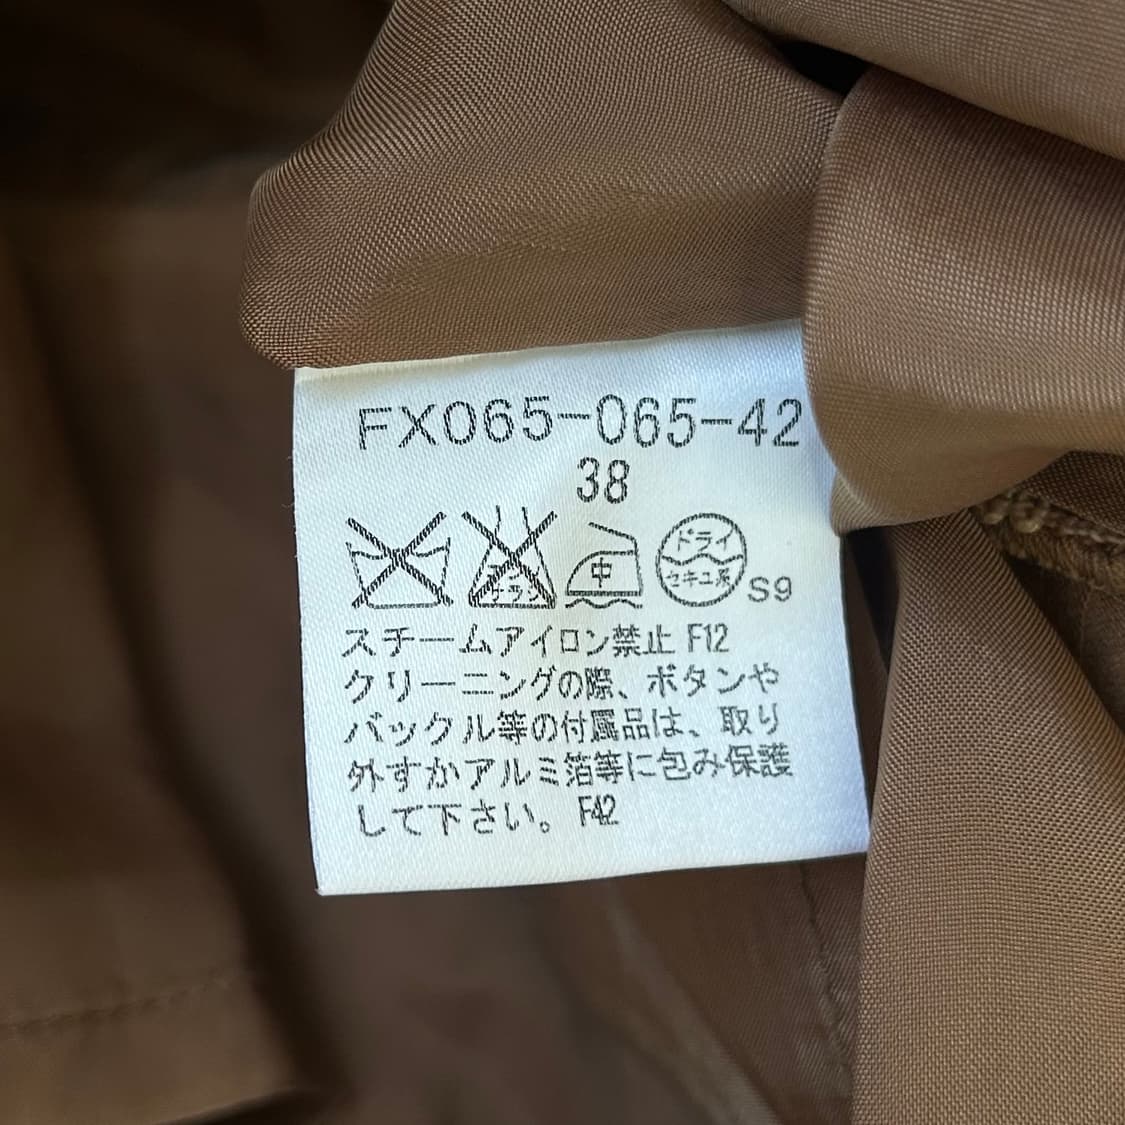 FX065-065-42
38
中
ドライ
セキユ系
S9
スチームアイロン禁止 F12
クリーニングの際、ボタンや
バックル等の付属品は、取り
外すかアルミ箔等に包み保護
して下さい。 F42